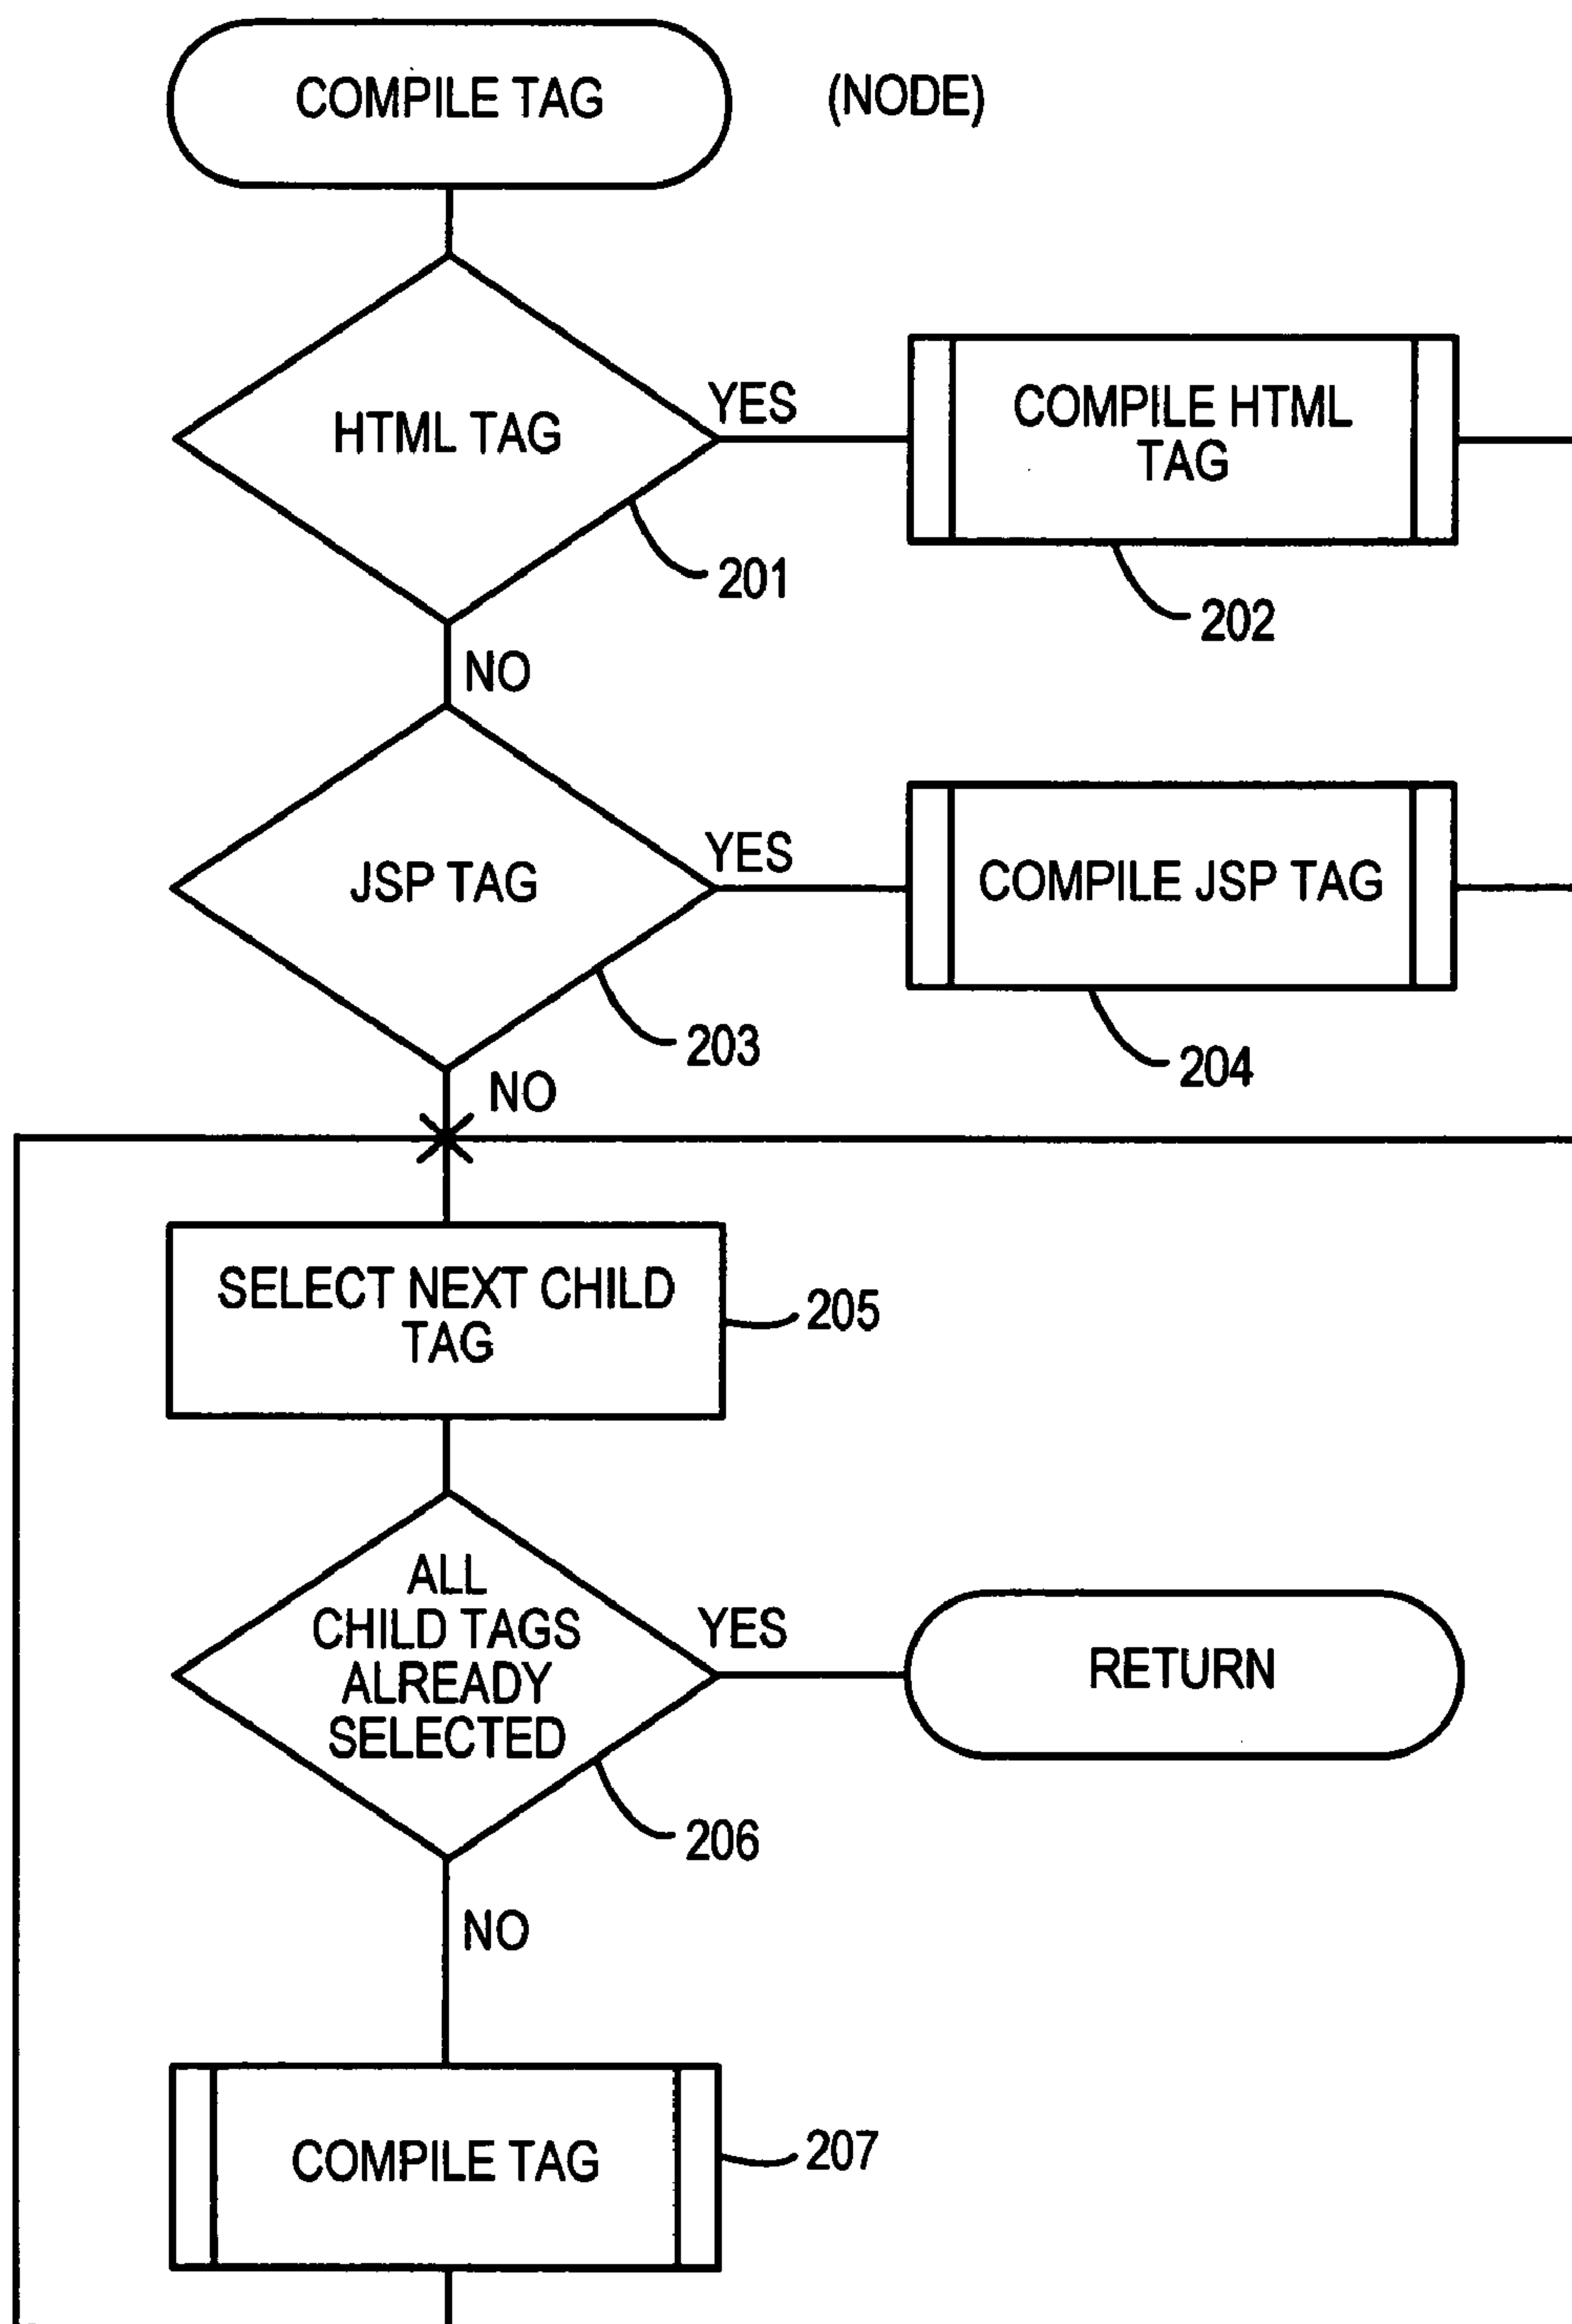 COMPILE TAG
(NODE)
HTML TAG
YES
COMPILE HTML
TAG
201
202
NO
JSP TAG
YES
COMPILE JSP TAG
203
204
NO
SELECT NEXT CHILD
TAG
205
ALL
CHILD TAGS
ALREADY
SELECTED
YES
RETURN
206
NO
COMPILE TAG
207